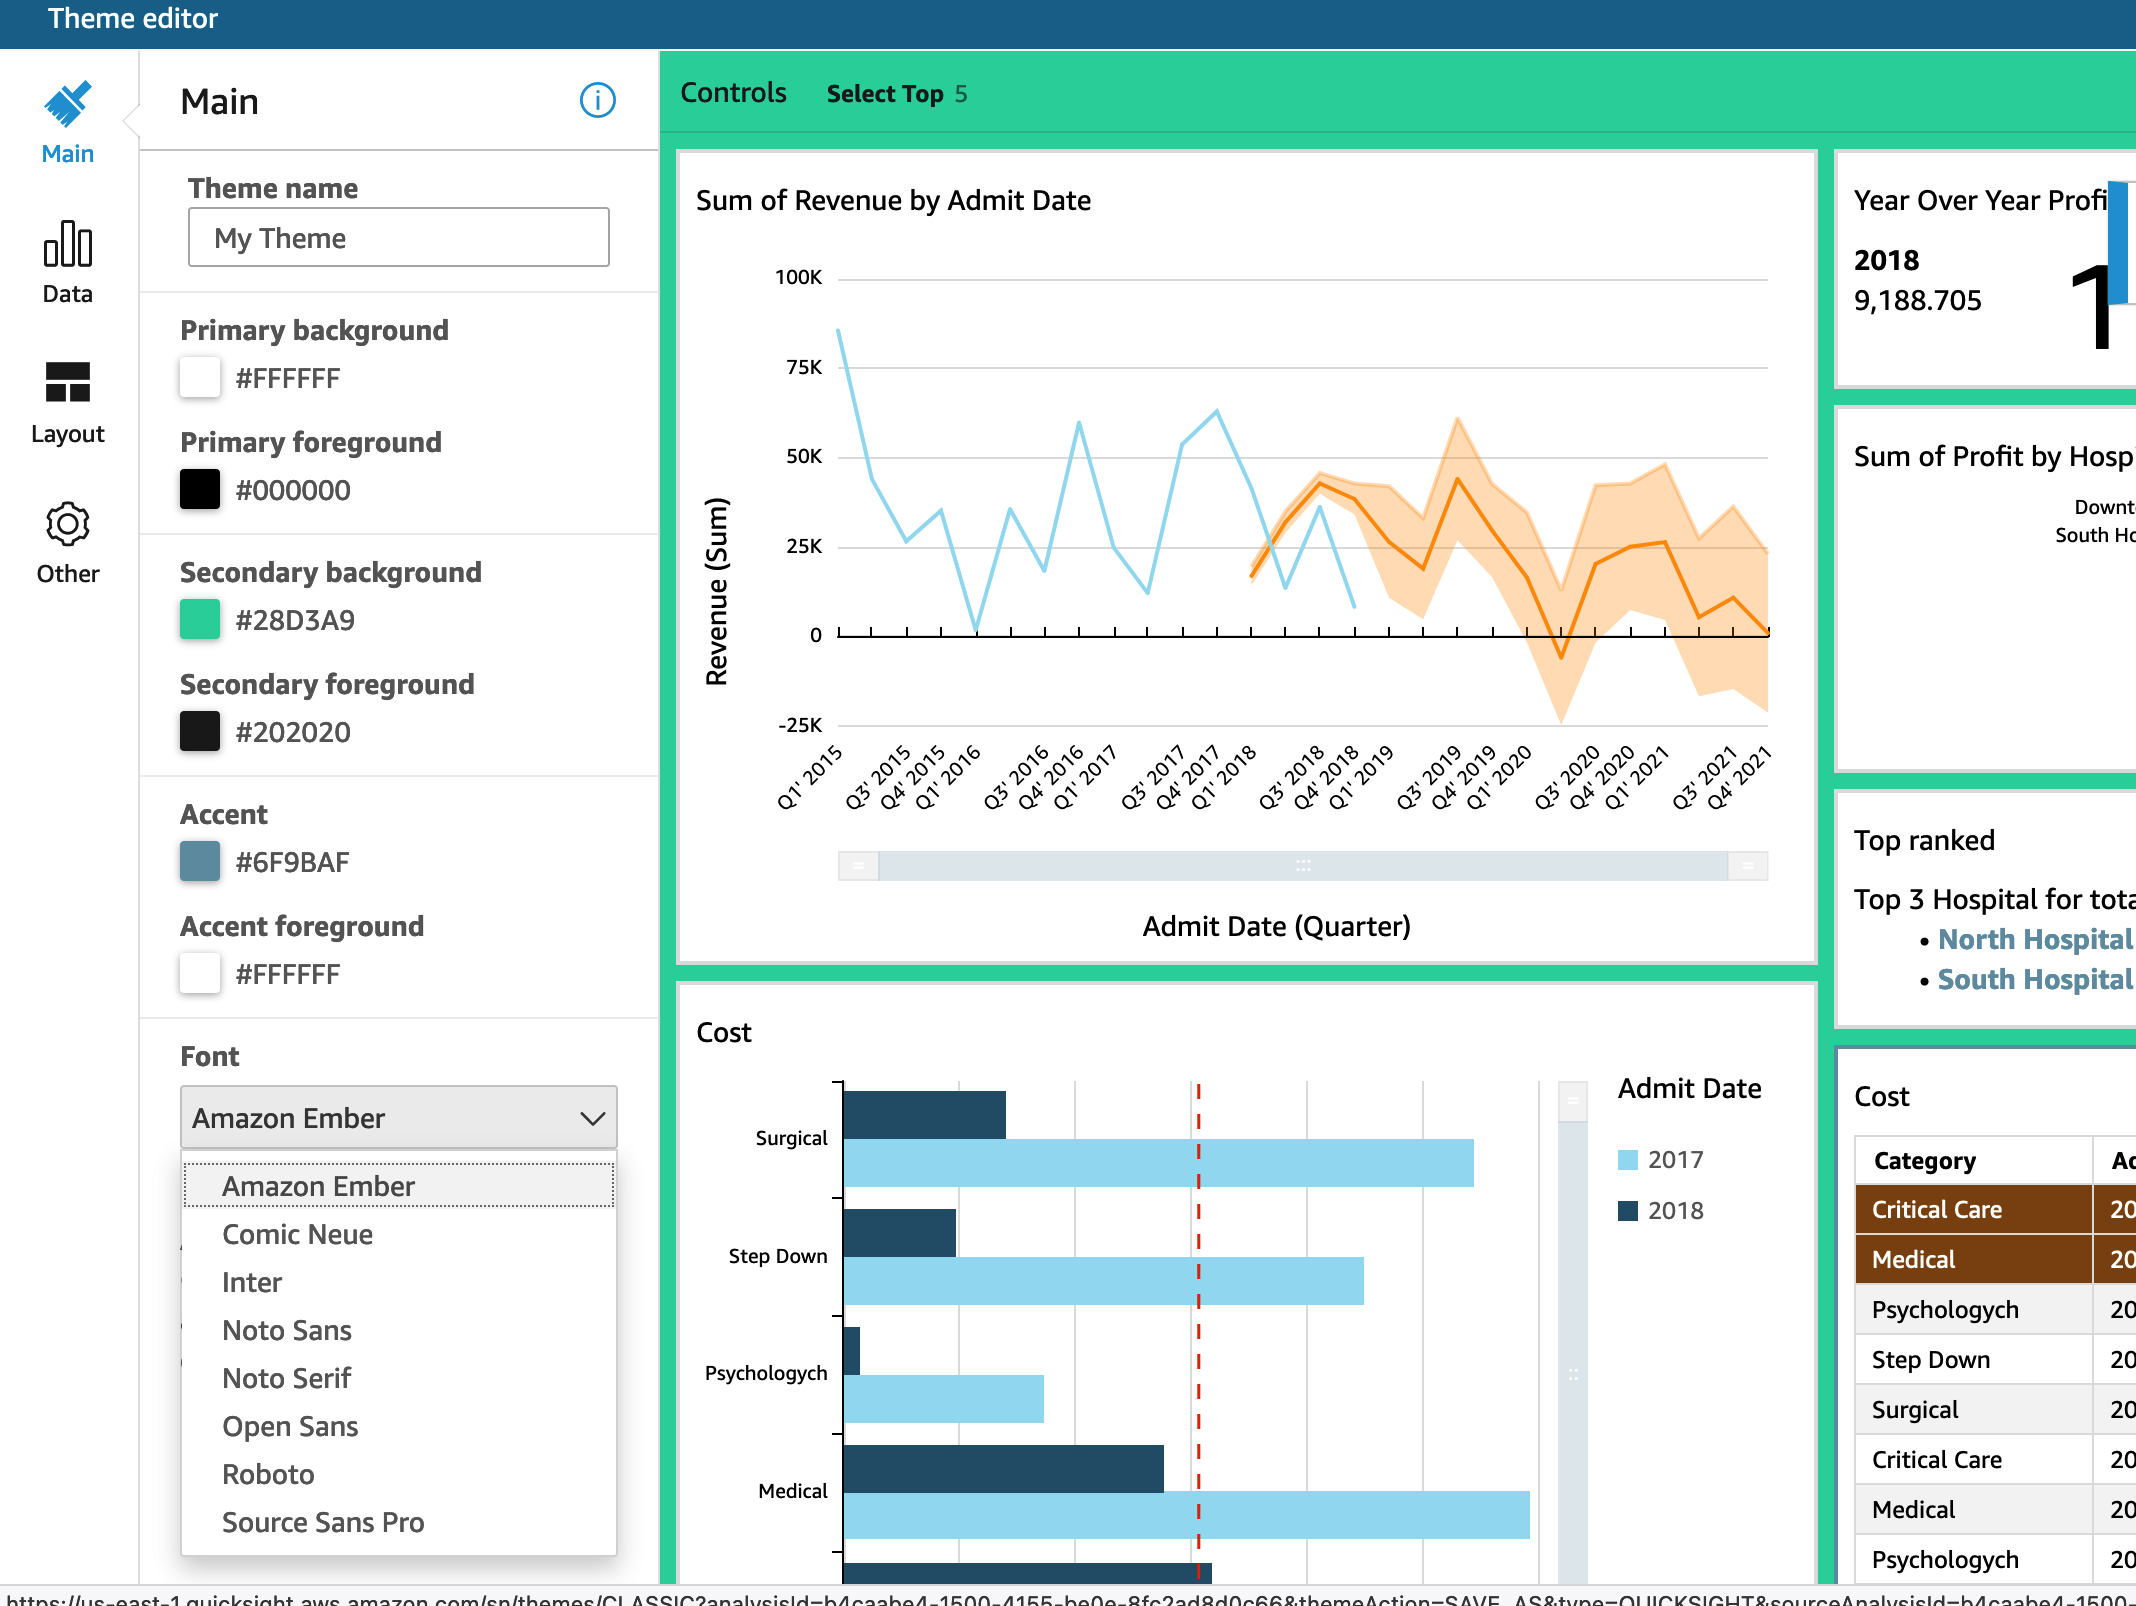 Theme editor
Main
Data
Layout
Other
Main
Theme name
My Theme
Primary background
#FFFFFF
Primary foreground
#000000
Secondary background
#28D3A9
Secondary foreground
#202020
Accent
#6F9BAF
Accent foreground
#FFFFFF
Font
Amazon Ember
Amazon Ember
Comic Neue
Inter
Noto Sans
Noto Serif
Open Sans
Roboto
Source Sans Pro
Controls Select Top 5
Sum of Revenue by Admit Date
Revenue (Sum)
100K
75K
50K
25K
0
-25K
Q1' 2015
Q3' 2015
Q4' 2015
Q1' 2016
Q3' 2016
Q4' 2016
Q1' 2017
Q3' 2017
Q4' 2017
Q1' 2018
Q3' 2018
Q4' 2018
Q1' 2019
Q3' 2019
Q4' 2019
Q1' 2020
Q3' 2020
Q4' 2020
Q1' 2021
Q3' 2021
Q4' 2021
Admit Date (Quarter)
Cost
Surgical
Step Down
Psychologych
Medical
Admit Date
2017
2018
Year Over Year Profi
2018
9,188.705
1
Sum of Profit by Hosp
Downt
South Ho
Top ranked
Top 3 Hospital for tota
• North Hospital
• South Hospital
Cost
Category
Critical Care 20
Medical 20
Psychologych 20
Step Down 20
Surgical 20
Critical Care 20
Medical 20
Psychologych 20
https://us-east-1.quicksight.aws.amazon.com/sn/themes/CLASSIC?analysisId=b4caabe4-1500-4155-be0e-8fc2ad8d0c66&themeAction=SAVE_AS&type=QUICKSIGHT&sourceAnalysisId=b4caabe4-1500-